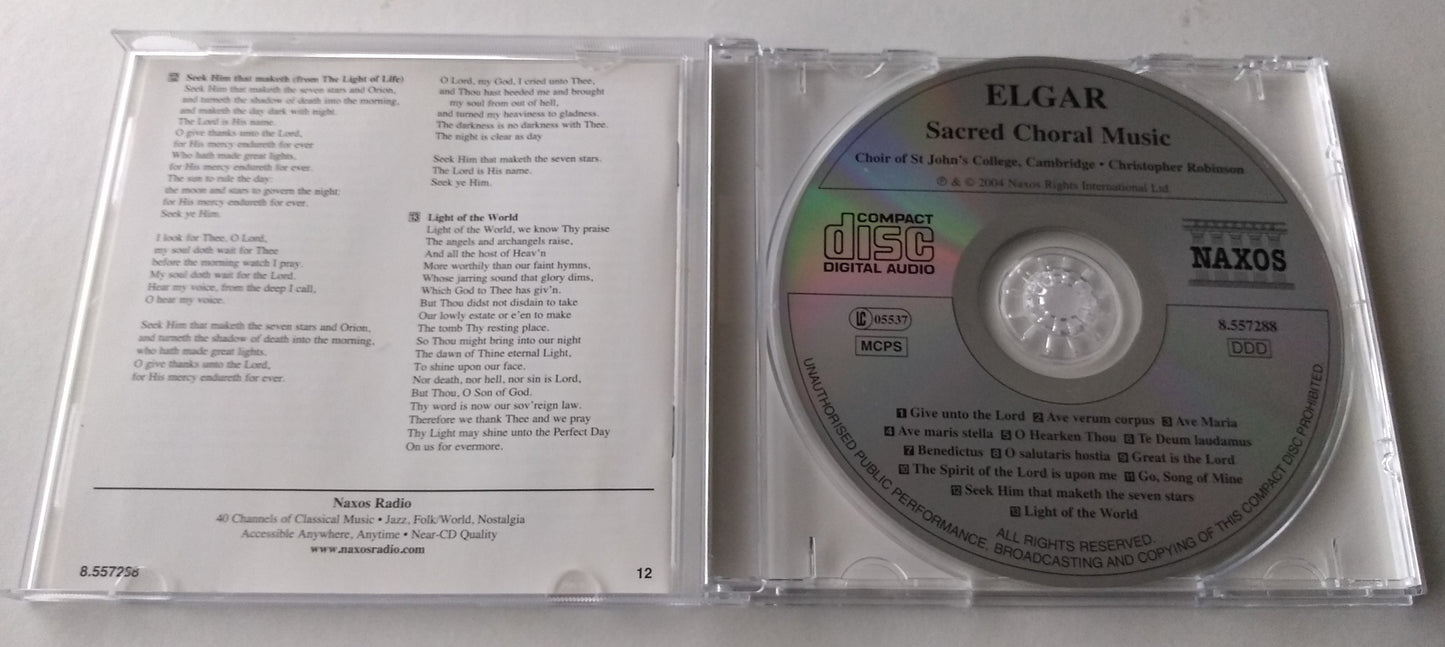 12 Seek Him that maketh (from The Light of Life)
Seek Him that maketh the seven stars and Orion,
and turneth the shadow of death into the morning,
and maketh the day dark with night.
The Lord is His name.
O give thanks unto the Lord,
for His mercy endureth for ever
Who hath made great lights,
for His mercy endureth for ever.
The sun to rule the day:
the moon and stars to govern the night;
for His mercy endureth for ever.
Seek ye Him.
I look for Thee, O Lord,
my soul doth wait for Thee
before the morning watch I pray.
My soul doth wait for the Lord.
Hear my voice, from the deep I call,
O hear my voice.
Seek Him that maketh the seven stars and Orion,
and turneth the shadow of death into the morning,
who hath made great lights.
O give thanks unto the Lord,
for His mercy endureth for ever.
O Lord, my God, I cried unto Thee,
and Thou hast heeded me and brought
my soul from out of hell,
and turned my heaviness to gladness.
The darkness is no darkness with Thee.
The night is clear as day
Seek Him that maketh the seven stars.
The Lord is His name.
Seek ye Him.
13 Light of the World
Light of the World, we know Thy praise
The angels and archangels raise,
And all the host of Heav'n
More worthily than our faint hymns,
Whose jarring sound that glory dims,
Which God to Thee has giv'n.
But Thou didst not disdain to take
Our lowly estate or e'en to make
The tomb Thy resting place.
So Thou might bring into our night
The dawn of Thine eternal Light,
To shine upon our face.
Nor death, nor hell, nor sin is Lord,
But Thou, O Son of God.
Thy word is now our sov'reign law.
Therefore we thank Thee and we pray
Thy Light may shine unto the Perfect Day
On us for evermore.
Naxos Radio
40 Channels of Classical Music • Jazz, Folk/World, Nostalgia
Accessible Anywhere, Anytime • Near-CD Quality
www.naxosradio.com
8.557288
12
ELGAR
Sacred Choral Music
Choir of St John's College, Cambridge • Christopher Robinson
℗ & © 2004 Naxos Rights International Ltd.
COMPACT
disc
DIGITAL AUDIO
NAXOS
LC 05537
MCPS
8.557288
DDD
1 Give unto the Lord 2 Ave verum corpus 3 Ave Maria
4 Ave maris stella 5 O Hearken Thou 6 Te Deum laudamus
7 Benedictus 8 O salutaris hostia 9 Great is the Lord
10 The Spirit of the Lord is upon me 11 Go, Song of Mine
12 Seek Him that maketh the seven stars
13 Light of the World
ALL RIGHTS RESERVED.
UNAUTHORISED PUBLIC PERFORMANCE, BROADCASTING AND COPYING OF THIS COMPACT DISC PROHIBITED.